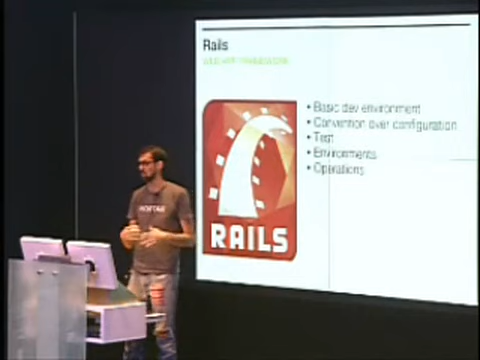 Rails
• Basic dev environment
• Convention over configuration
• Test
• Environments
• Operations
RAILS